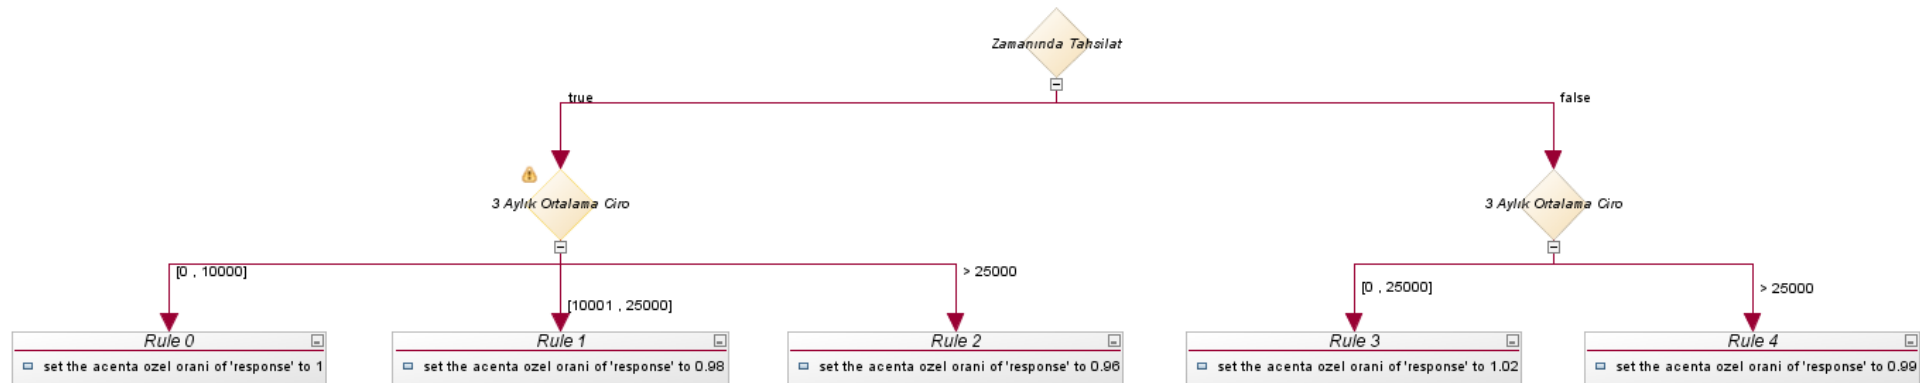 Zamanında Tahsilat
true
false
3 Aylık Ortalama Ciro
3 Aylık Ortalama Ciro
[0 , 10000]
[10001 , 25000]
> 25000
[0 , 25000]
> 25000
Rule 0
set the acenta ozel orani of 'response' to 1
Rule 1
set the acenta ozel orani of 'response' to 0.98
Rule 2
set the acenta ozel orani of 'response' to 0.96
Rule 3
set the acenta ozel orani of 'response' to 1.02
Rule 4
set the acenta ozel orani of 'response' to 0.99